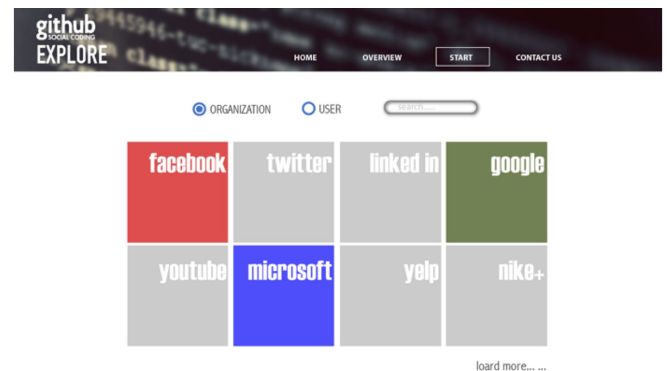 github
SOCIAL CODING
EXPLORE
HOME OVERVIEW START CONTACT US
ORGANIZATION USER search......
facebook twitter linked in google
youtube microsoft yelp nike+
loard more... ...